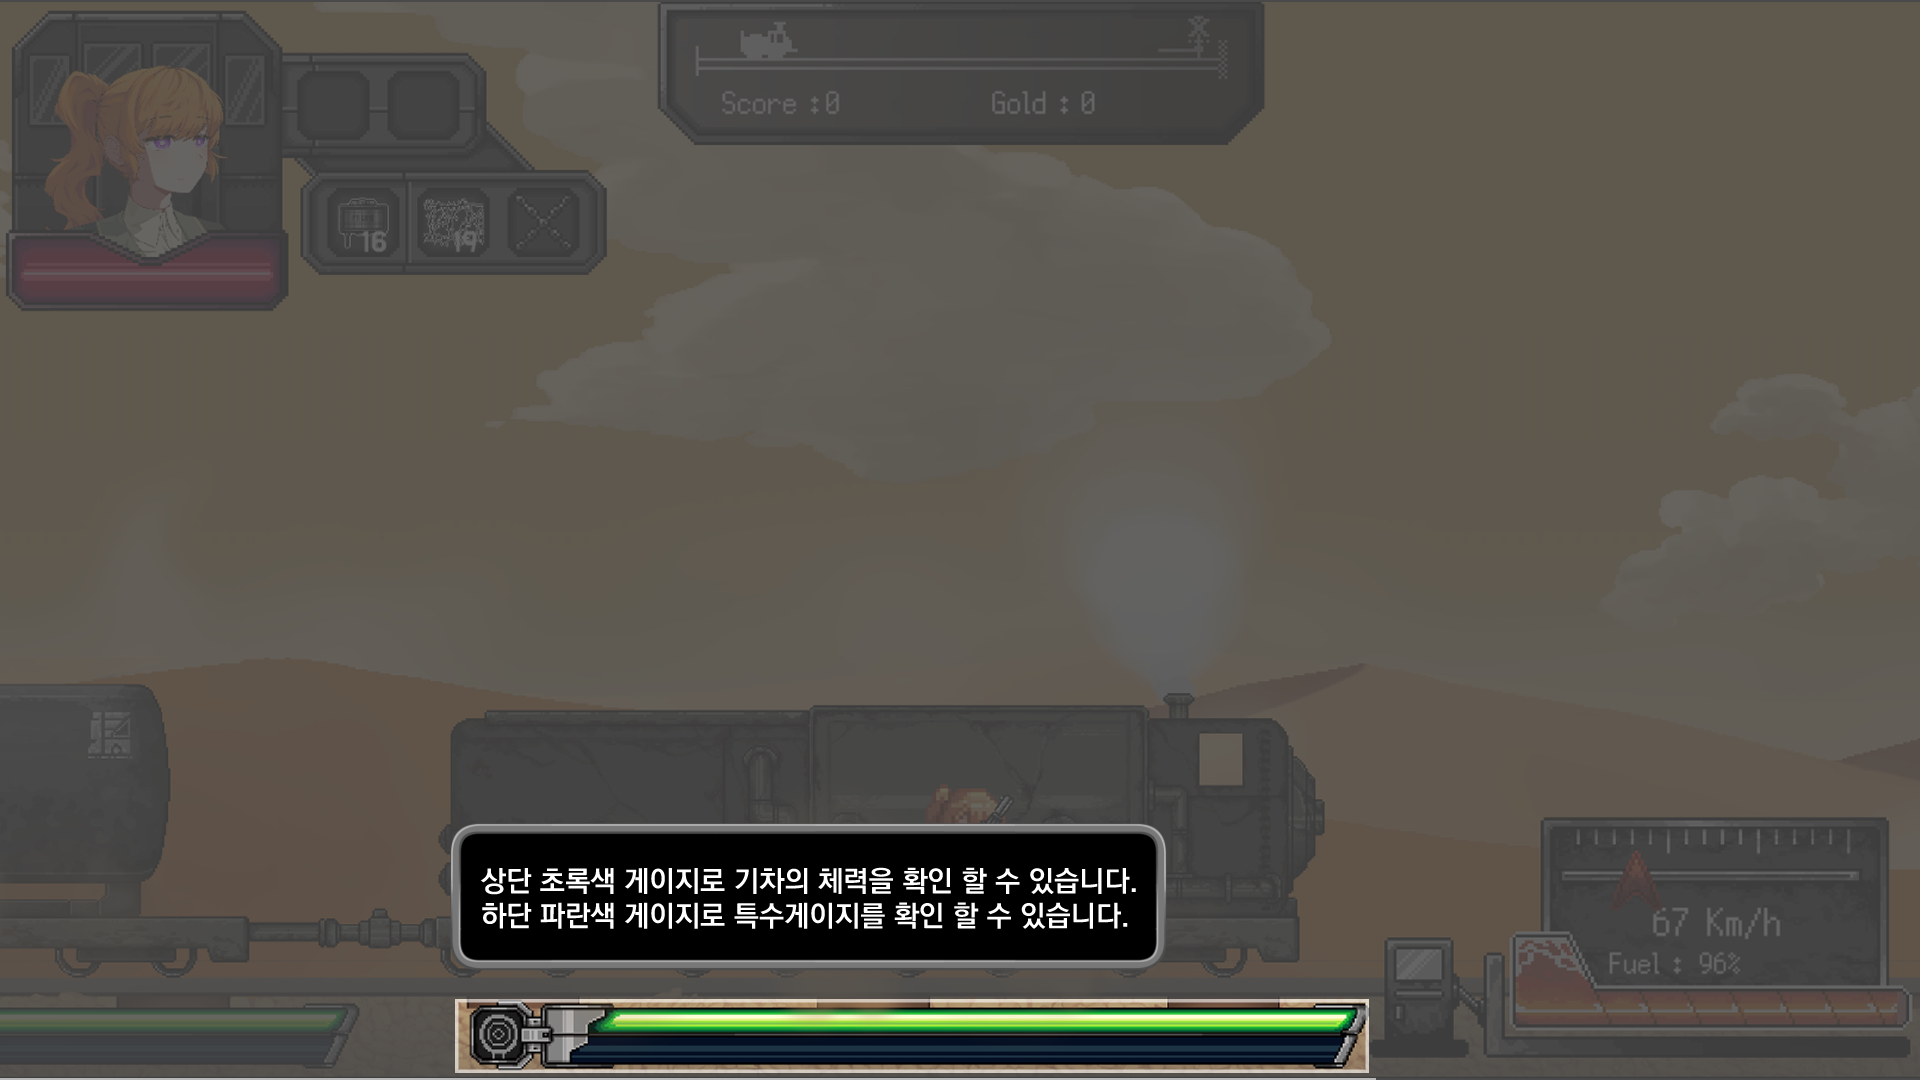 Score :0 Gold : 0
16 19
상단 초록색 게이지로 기차의 체력을 확인 할 수 있습니다.
하단 파란색 게이지로 특수게이지를 확인 할 수 있습니다.
67 Km/h
Fuel : 96%